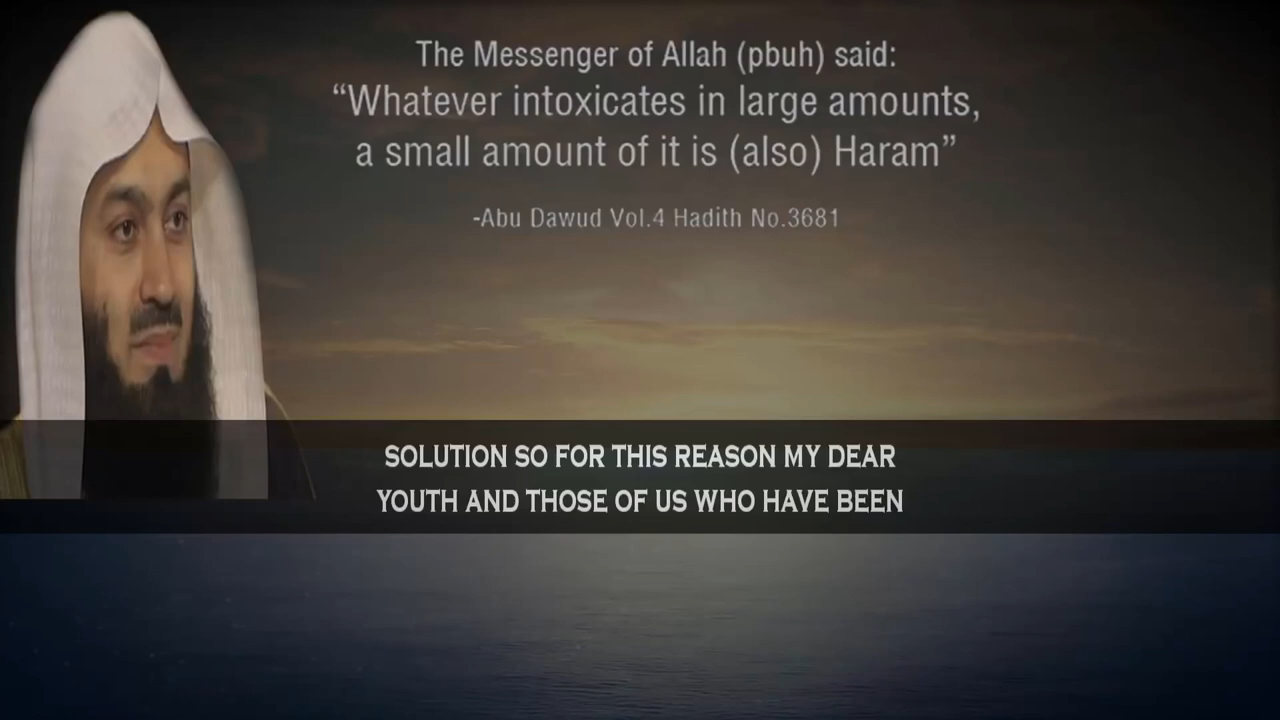 The Messenger of Allah (pbuh) said:
“Whatever intoxicates in large amounts,
a small amount of it is (also) Haram”
-Abu Dawud Vol.4 Hadith No.3681
SOLUTION SO FOR THIS REASON MY DEAR
YOUTH AND THOSE OF US WHO HAVE BEEN